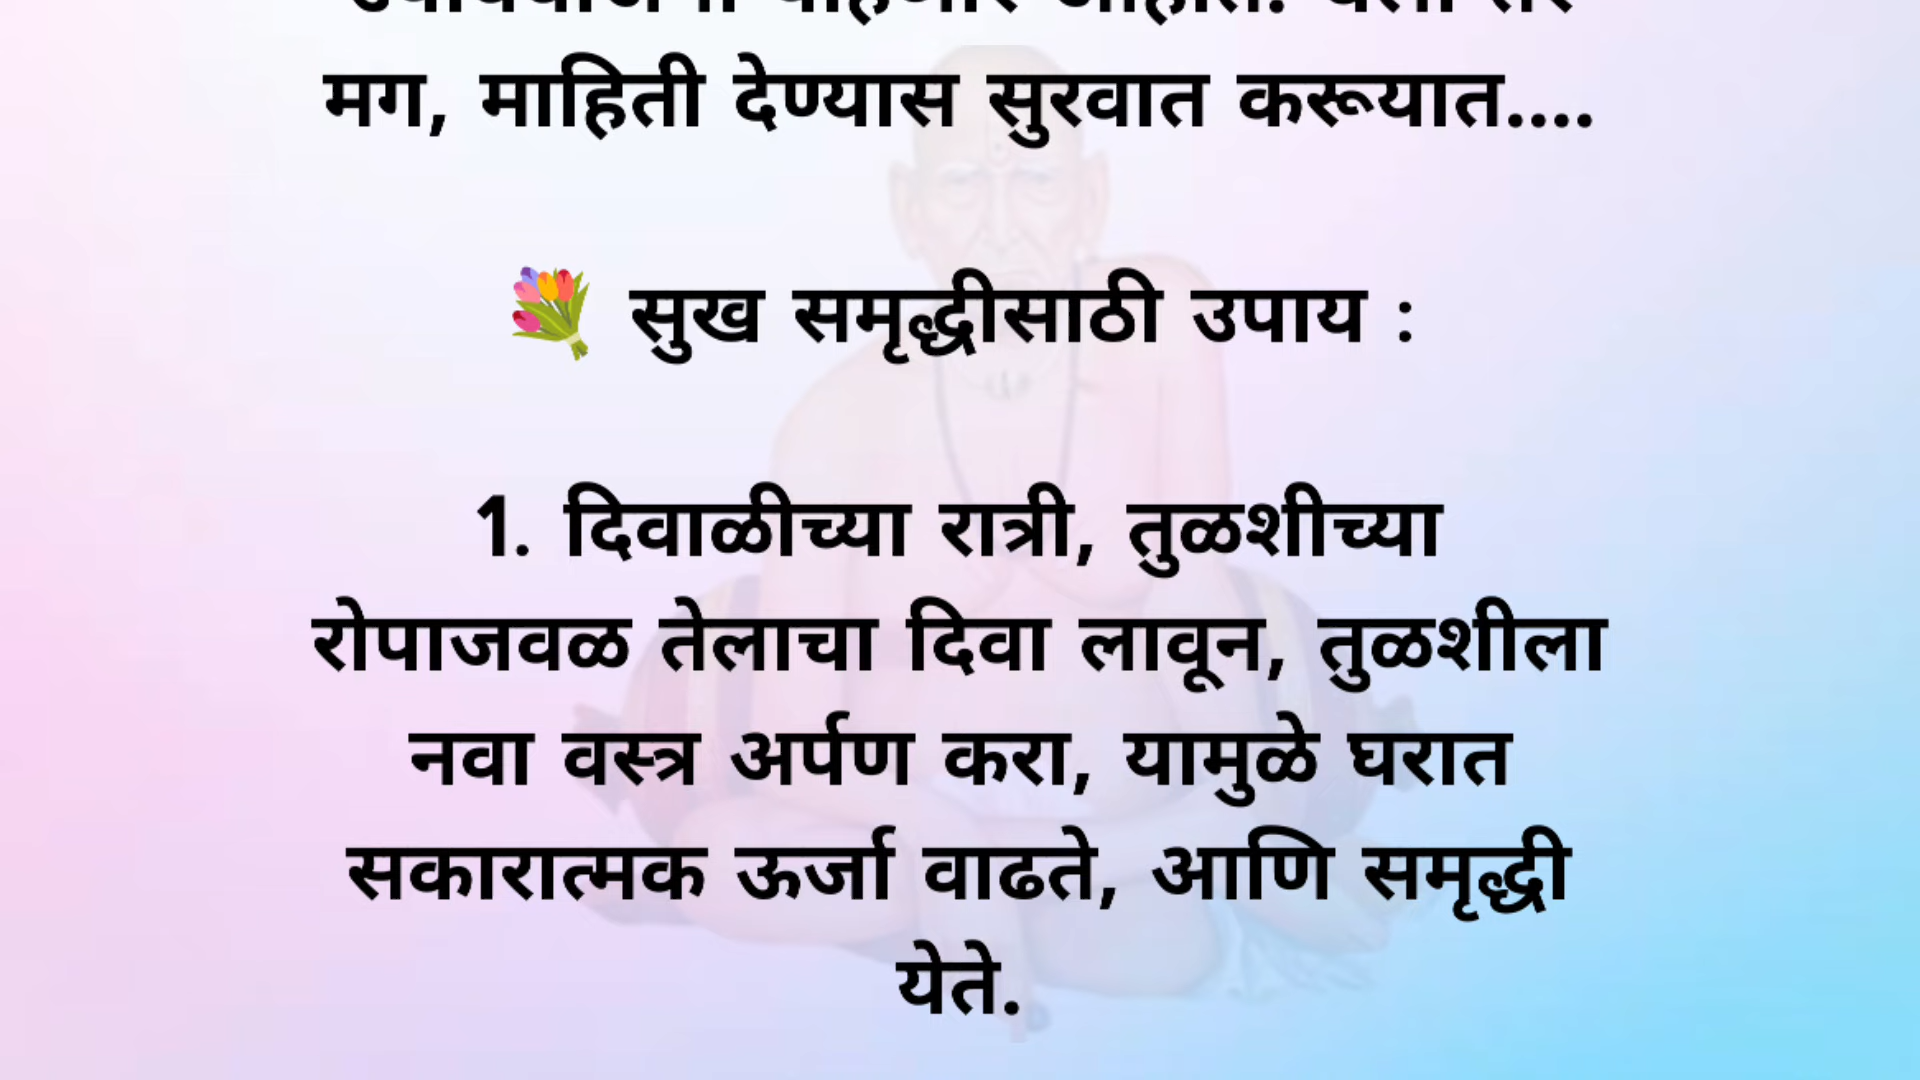 मग, माहिती देण्यास सुरवात करूयात....
💐 सुख समृद्धीसाठी उपाय :
1. दिवाळीच्या रात्री, तुळशीच्या
रोपाजवळ तेलाचा दिवा लावून, तुळशीला
नवा वस्त्र अर्पण करा, यामुळे घरात
सकारात्मक ऊर्जा वाढते, आणि समृद्धी
येते.